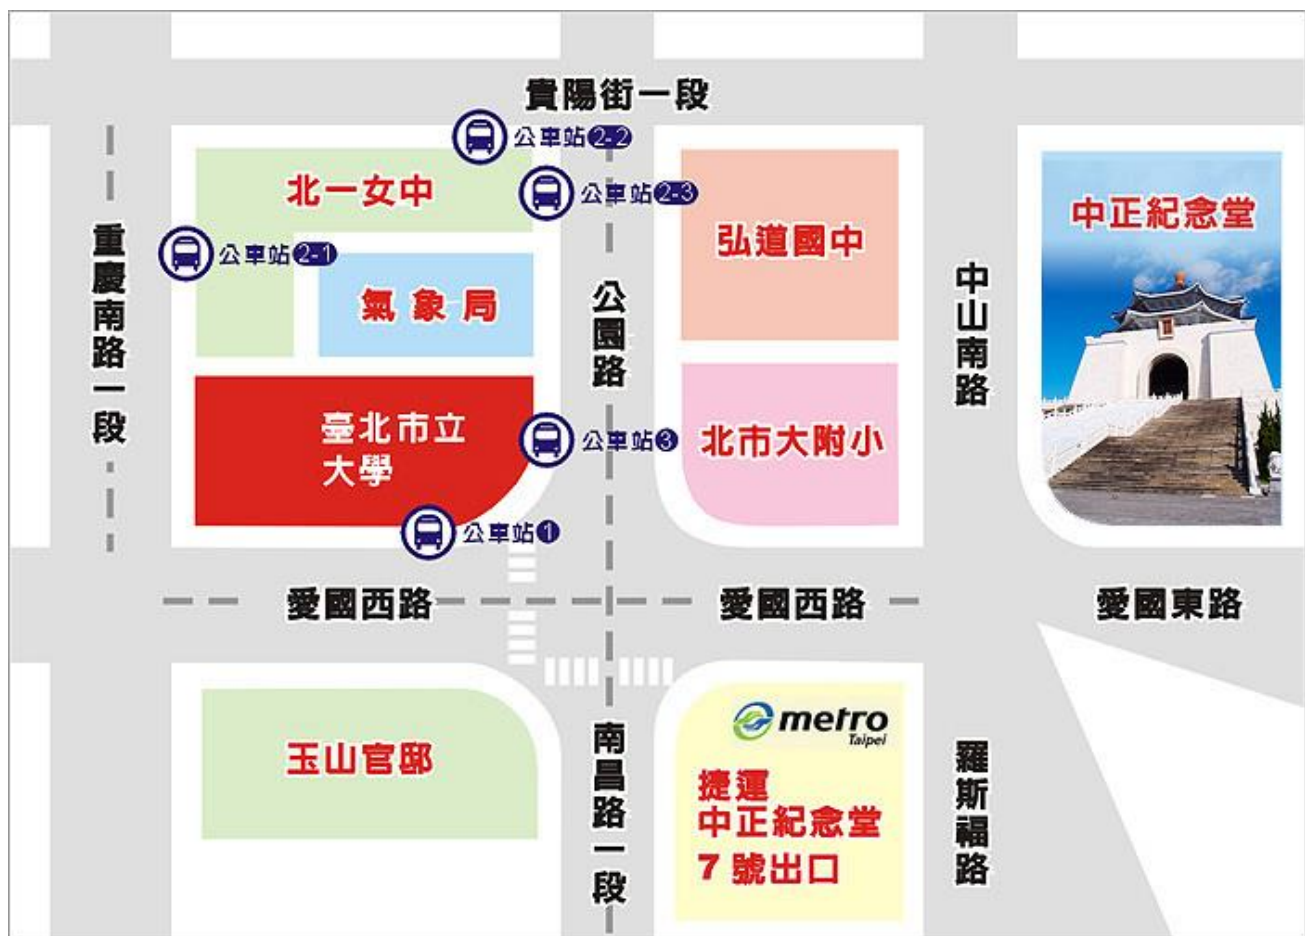 貴陽街一段
公車站2-2
北一女中
公車站2-3
中正紀念堂
弘道國中
公車站2-1
重慶南路一段
氣象局
公園路
中山南路
臺北市立
大學
公車站3
北市大附小
公車站1
愛國西路
愛國西路
愛國東路
metro
Taipei
玉山官邸
南昌路一段
捷運
中正紀念堂
7號出口
羅斯福路